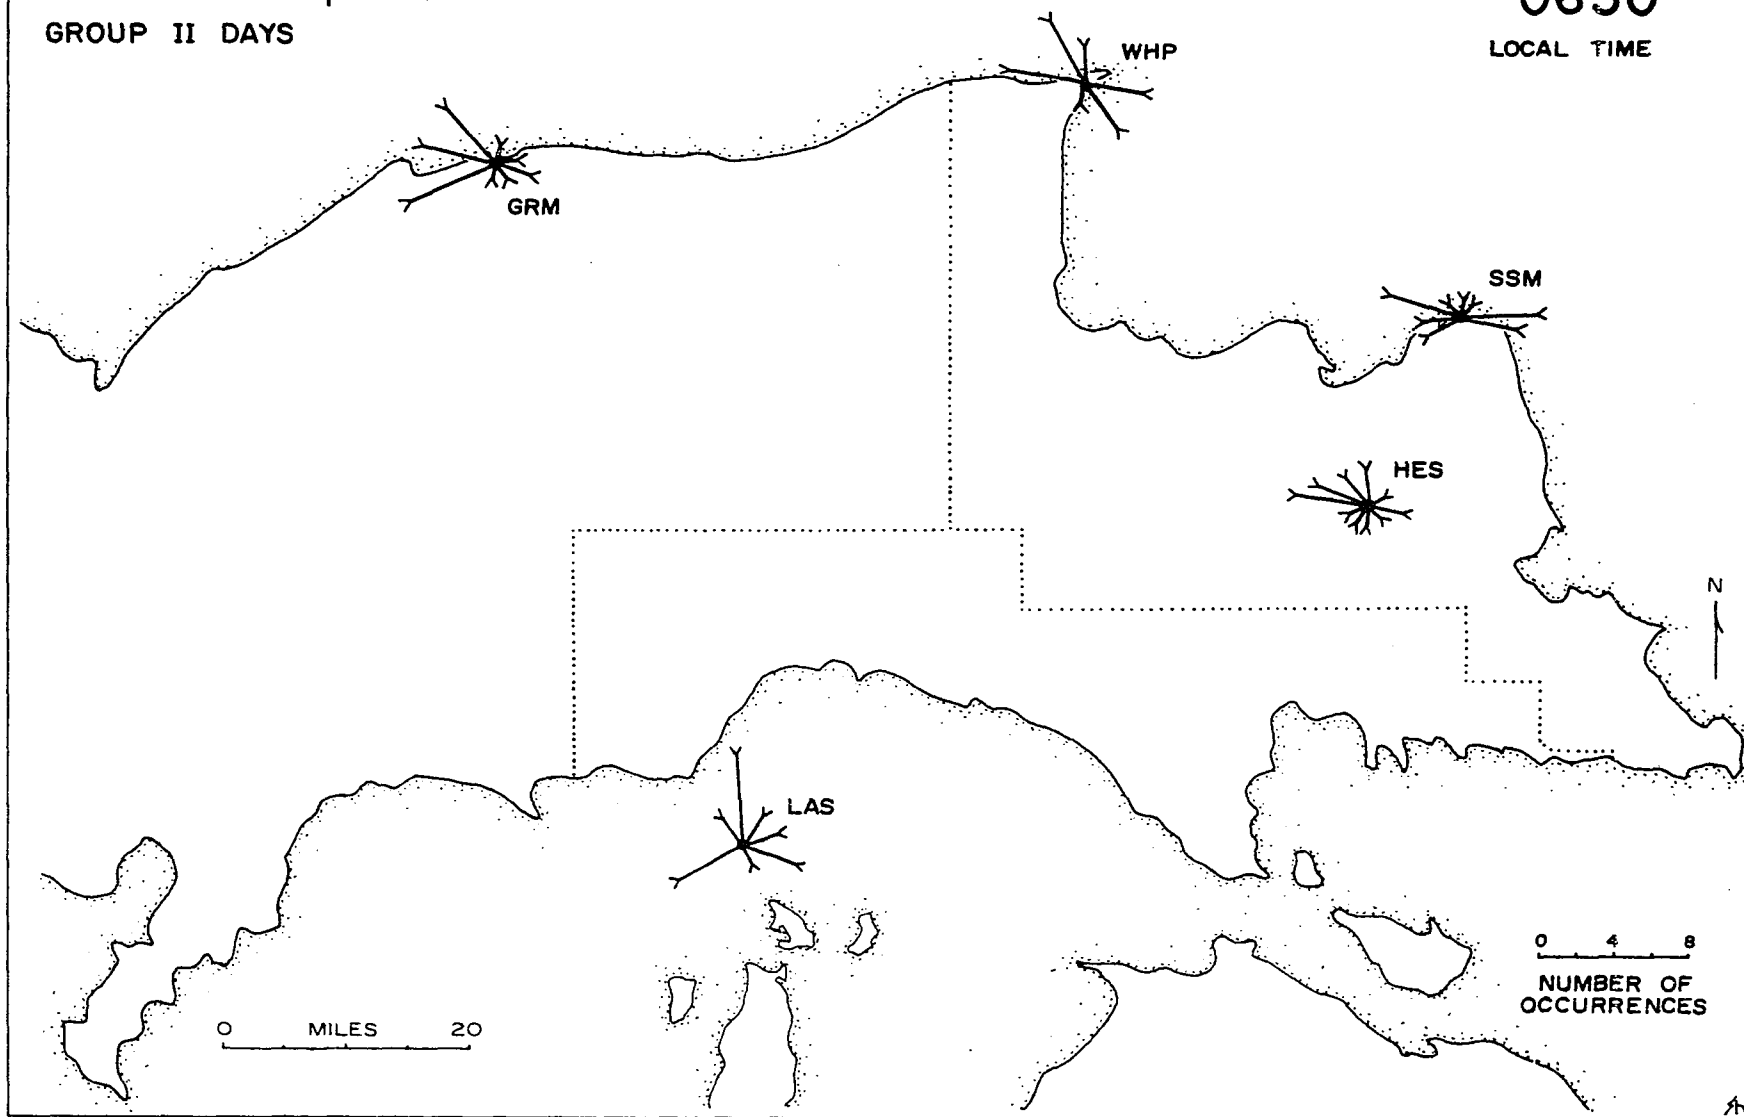 GROUP II DAYS
LOCAL TIME
WHP
GRM
SSM
HES
N
LAS
0 4 8
NUMBER OF
OCCURRENCES
0 MILES 20